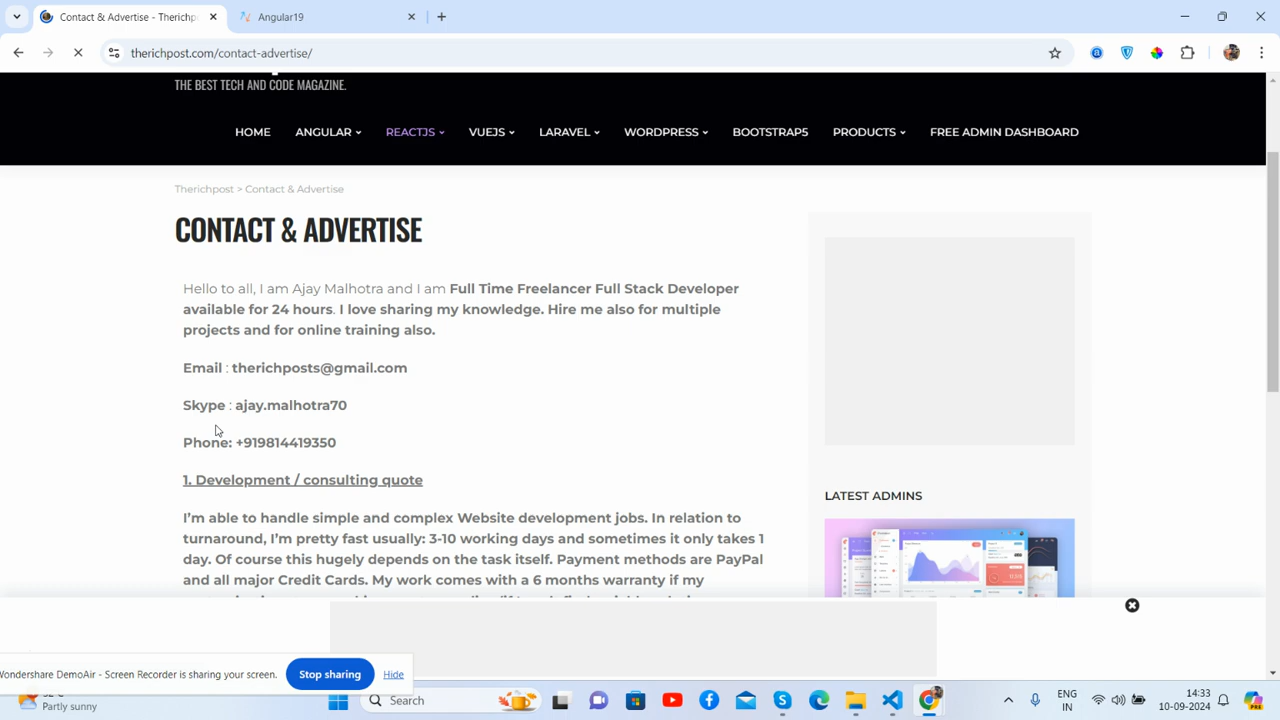 Contact & Advertise - Therichp
Angular19
therichpost.com/contact-advertise/
THE BEST TECH AND CODE MAGAZINE.
HOME ANGULAR REACTJS VUEJS LARAVEL WORDPRESS BOOTSTRAP5 PRODUCTS FREE ADMIN DASHBOARD
Therichpost > Contact & Advertise
CONTACT & ADVERTISE
Hello to all, I am Ajay Malhotra and I am Full Time Freelancer Full Stack Developer
available for 24 hours. I love sharing my knowledge. Hire me also for multiple
projects and for online training also.
Email : therichposts@gmail.com
Skype : ajay.malhotra70
Phone: +919814419350
1. Development / consulting quote
I’m able to handle simple and complex Website development jobs. In relation to
turnaround, I’m pretty fast usually: 3-10 working days and sometimes it only takes 1
day. Of course this hugely depends on the task itself. Payment methods are PayPal
and all major Credit Cards. My work comes with a 6 months warranty if my
LATEST ADMINS
Wondershare DemoAir - Screen Recorder is sharing your screen.
Stop sharing
Hide
Partly sunny
Search
ENG
IN
14:33
10-09-2024